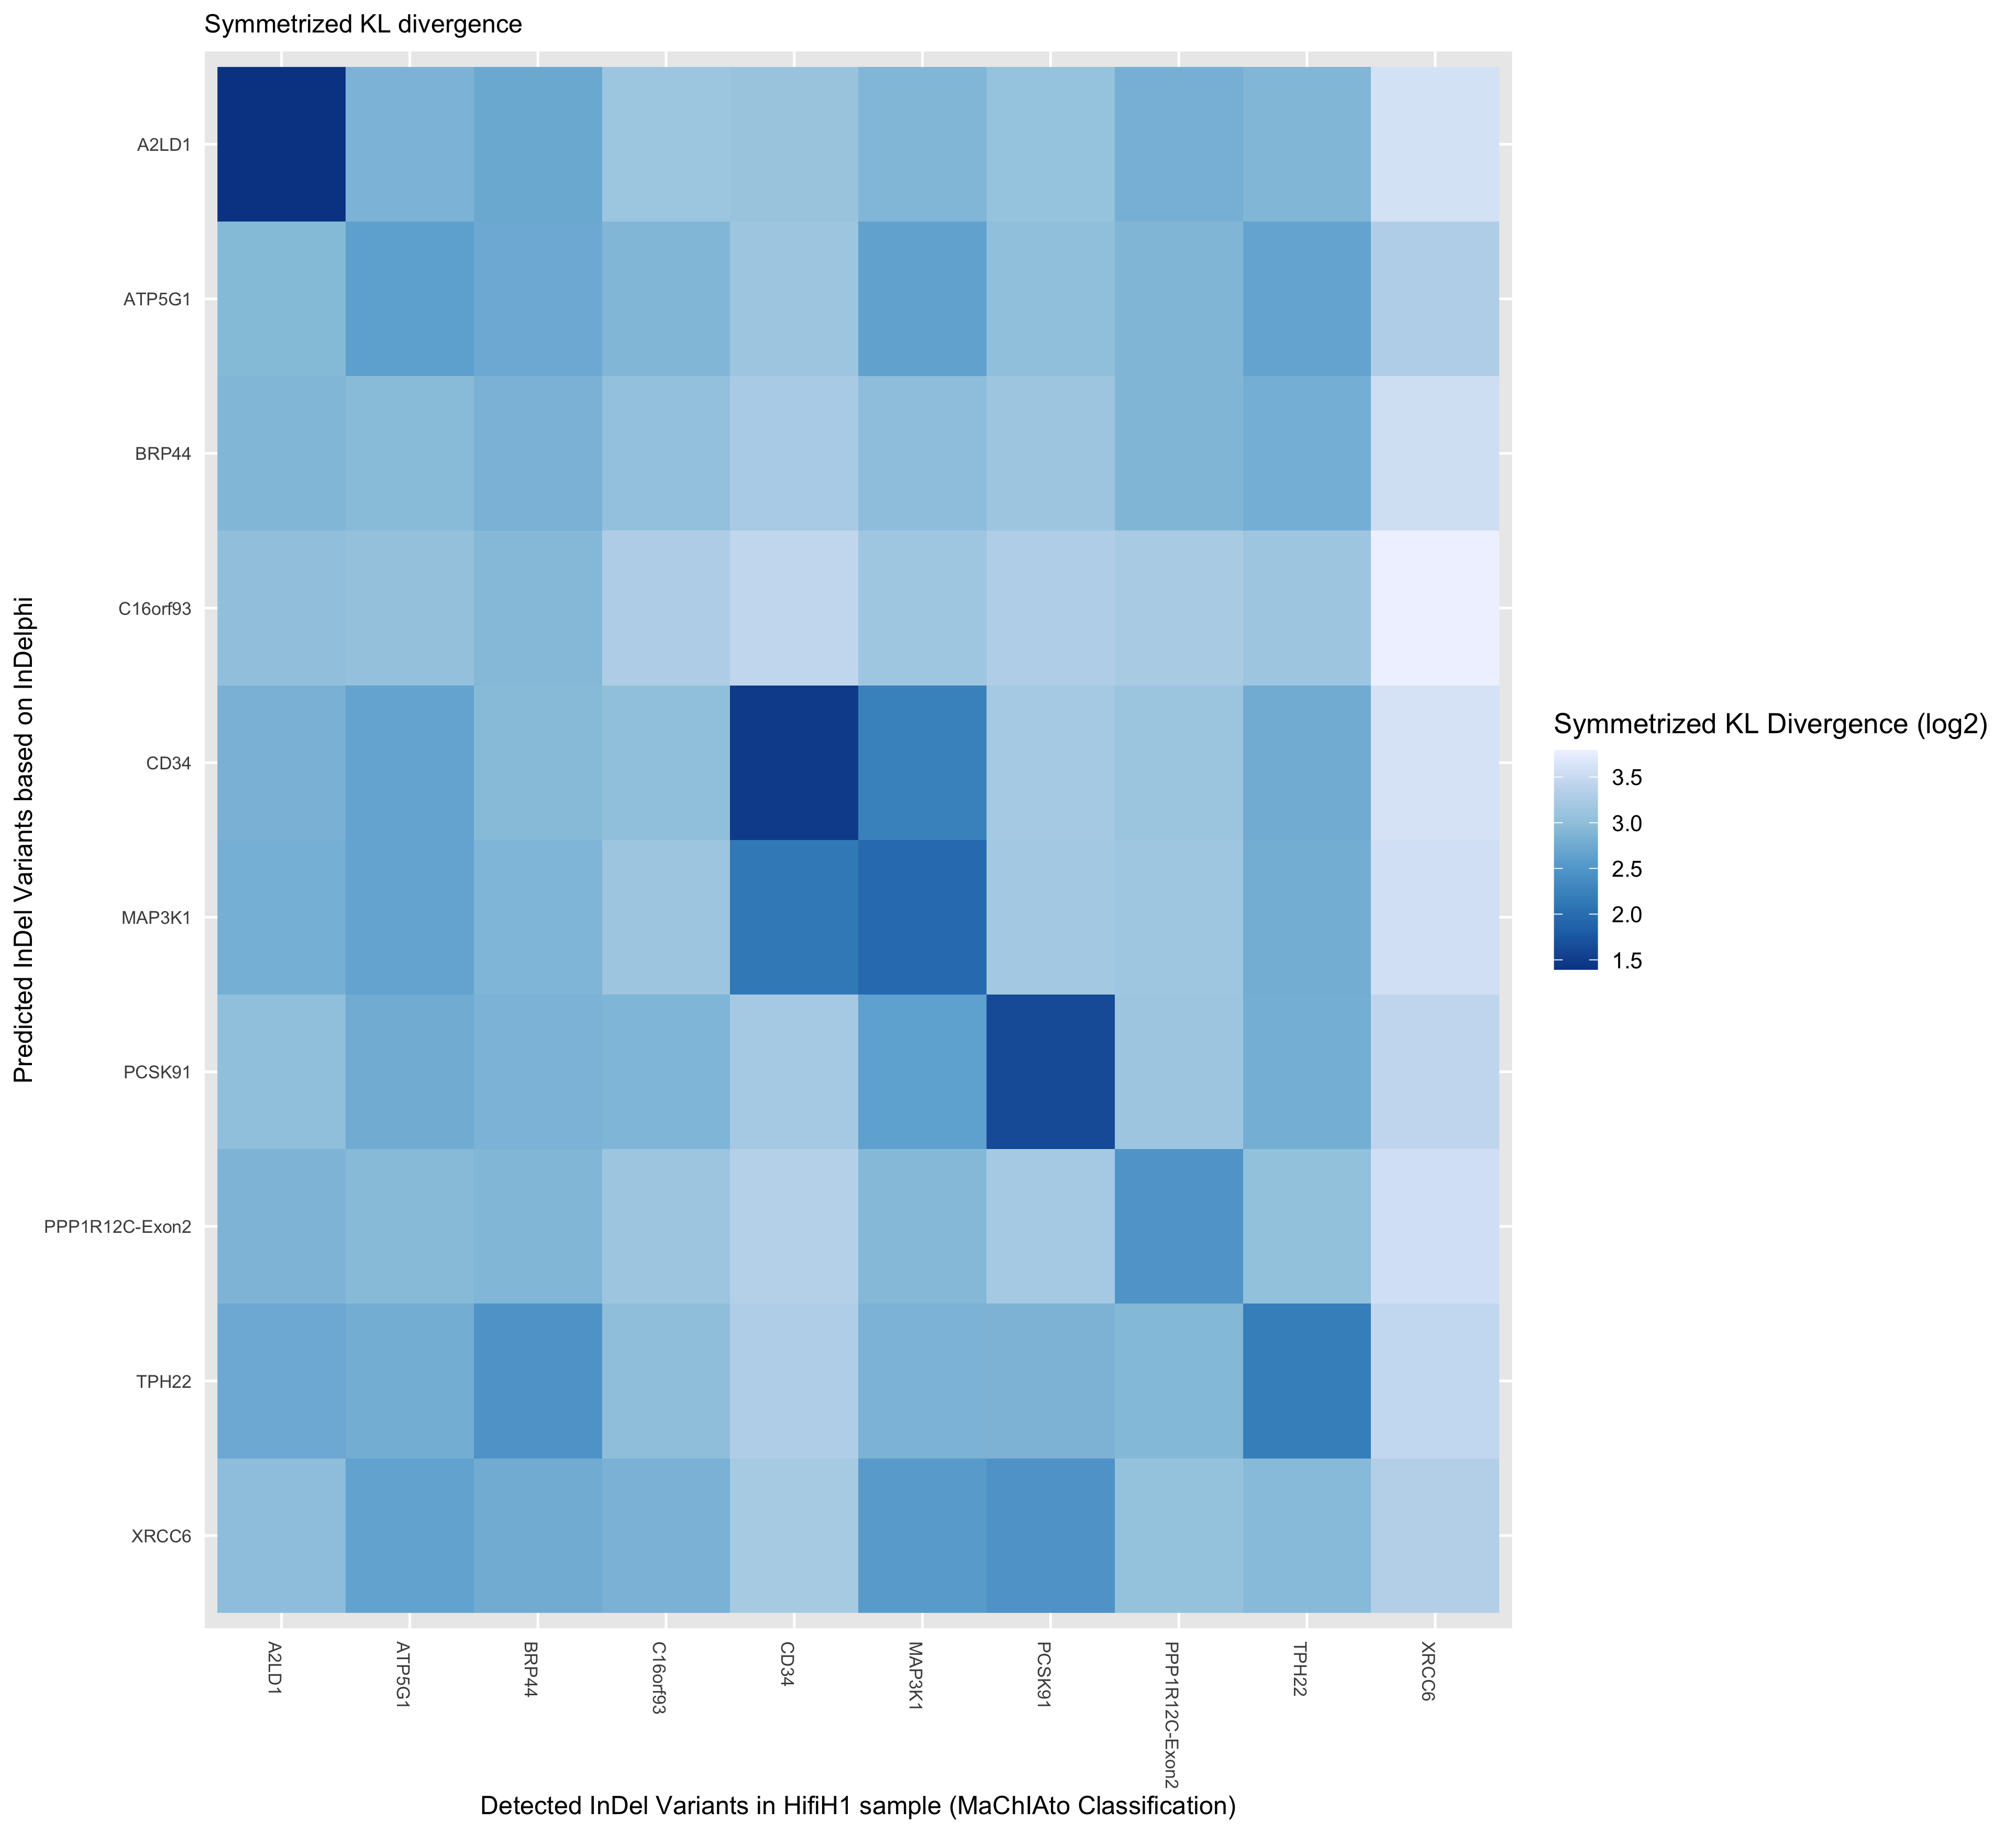 Symmetrized KL divergence
Predicted InDel Variants based on InDelphi
A2LD1
ATP5G1
BRP44
C16orf93
CD34
MAP3K1
PCSK91
PPP1R12C-Exon2
TPH22
XRCC6
A2LD1
ATP5G1
BRP44
C16orf93
CD34
MAP3K1
PCSK91
PPP1R12C-Exon2
TPH22
XRCC6
Detected InDel Variants in HifiH1 sample (MaChIAto Classification)
Symmetrized KL Divergence (log2)
3.5
3.0
2.5
2.0
1.5